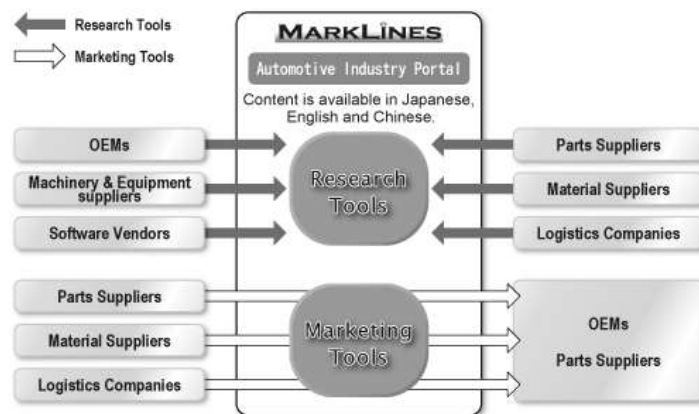 Research Tools
Marketing Tools
MARKLINES
Automotive Industry Portal
Content is available in Japanese,
English and Chinese.
OEMs
Machinery & Equipment
suppliers
Software Vendors
Research
Tools
Parts Suppliers
Material Suppliers
Logistics Companies
Parts Suppliers
Material Suppliers
Logistics Companies
Marketing
Tools
OEMs
Parts Suppliers